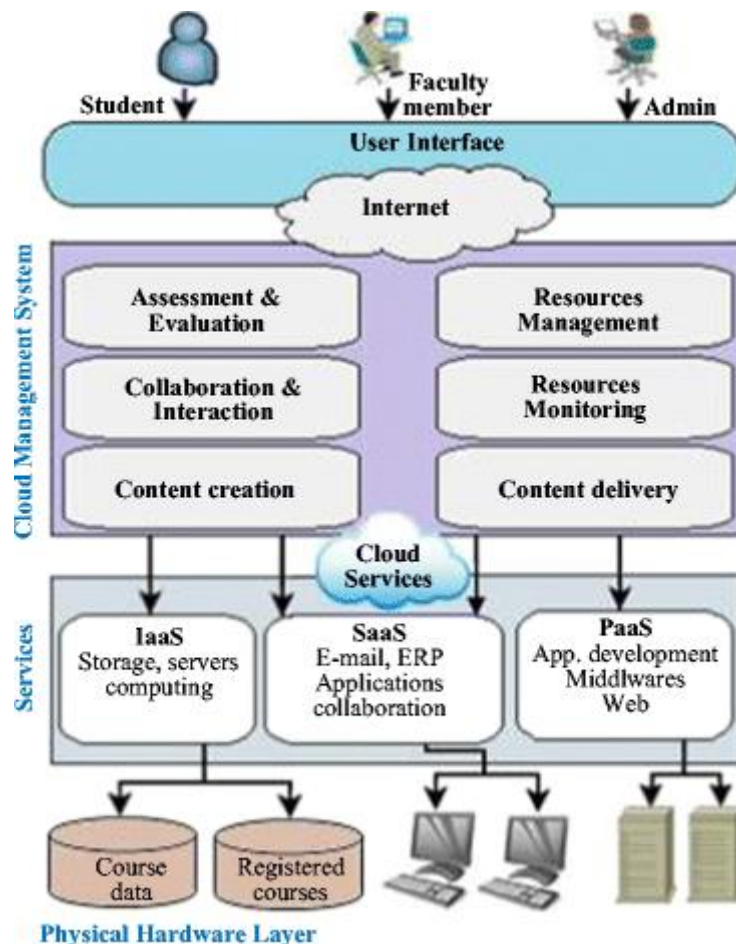 Student
Faculty
member
Admin
User Interface
Internet
Cloud Management System
Assessment &
Evaluation
Resources
Management
Collaboration &
Interaction
Resources
Monitoring
Content creation
Content delivery
Cloud
Services
Services
IaaS
Storage, servers
computing
SaaS
E-mail, ERP
Applications
collaboration
PaaS
App. development
Middlwares
Web
Course
data
Registered
courses
Physical Hardware Layer